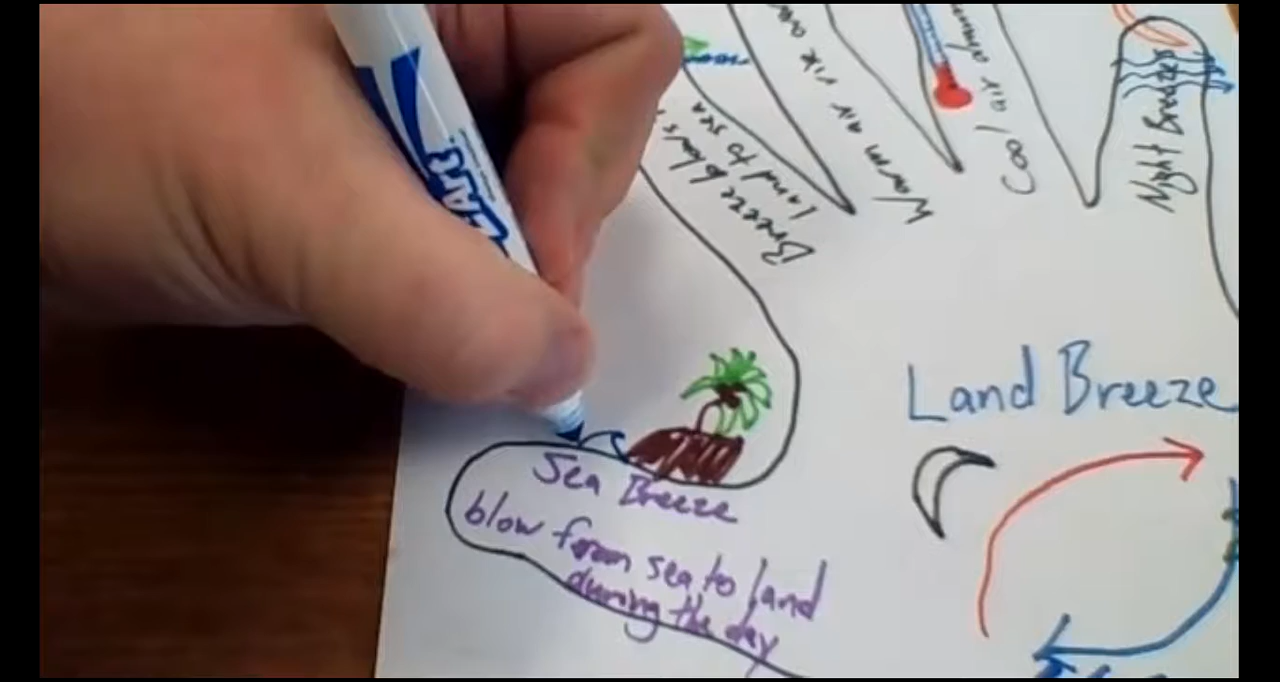 Breeze blows
land to sea
Warm air rise
Cool air
Night Breezes
Land Breeze
Sea Breeze
blow from sea to land
during the day